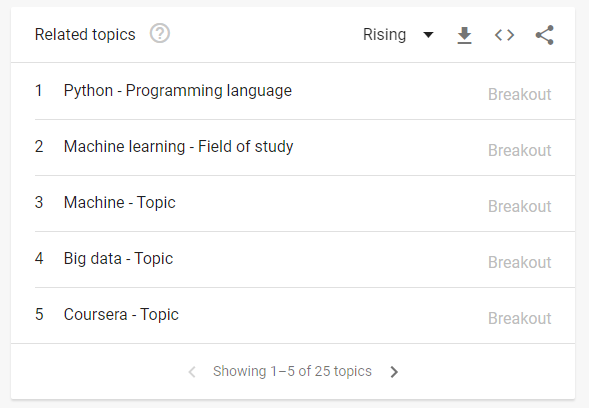 Related topics ? Rising
1 Python - Programming language Breakout
2 Machine learning - Field of study Breakout
3 Machine - Topic Breakout
4 Big data - Topic Breakout
5 Coursera - Topic Breakout
Showing 1–5 of 25 topics